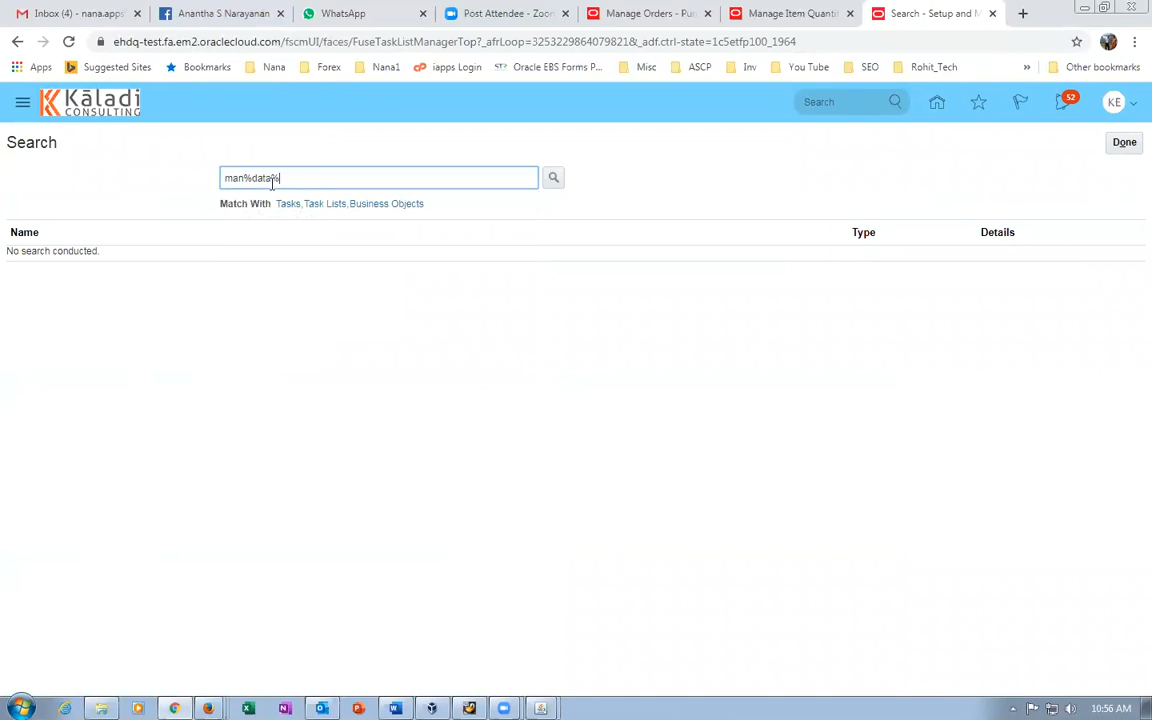 Inbox (4) - nana.apps@
Anantha S Narayanan
WhatsApp
Post Attendee - Zoom
Manage Orders - Pur
Manage Item Quantit
Search - Setup and M
ehdq-test.fa.em2.oraclecloud.com/fscmUI/faces/FuseTaskListManagerTop?_afrLoop=3253229864079821&_adf.ctrl-state=1c5etfp100_1964
Apps
Suggested Sites
Bookmarks
Nana
Forex
Nana1
iapps Login
Oracle EBS Forms P...
Misc
ASCP
Inv
You Tube
SEO
Rohit_Tech
»
Other bookmarks
Kāladi
CONSULTING
Search
52
KE
Search
Done
man%data%
Match With Tasks,Task Lists,Business Objects
Name Type Details
No search conducted.
10:56 AM